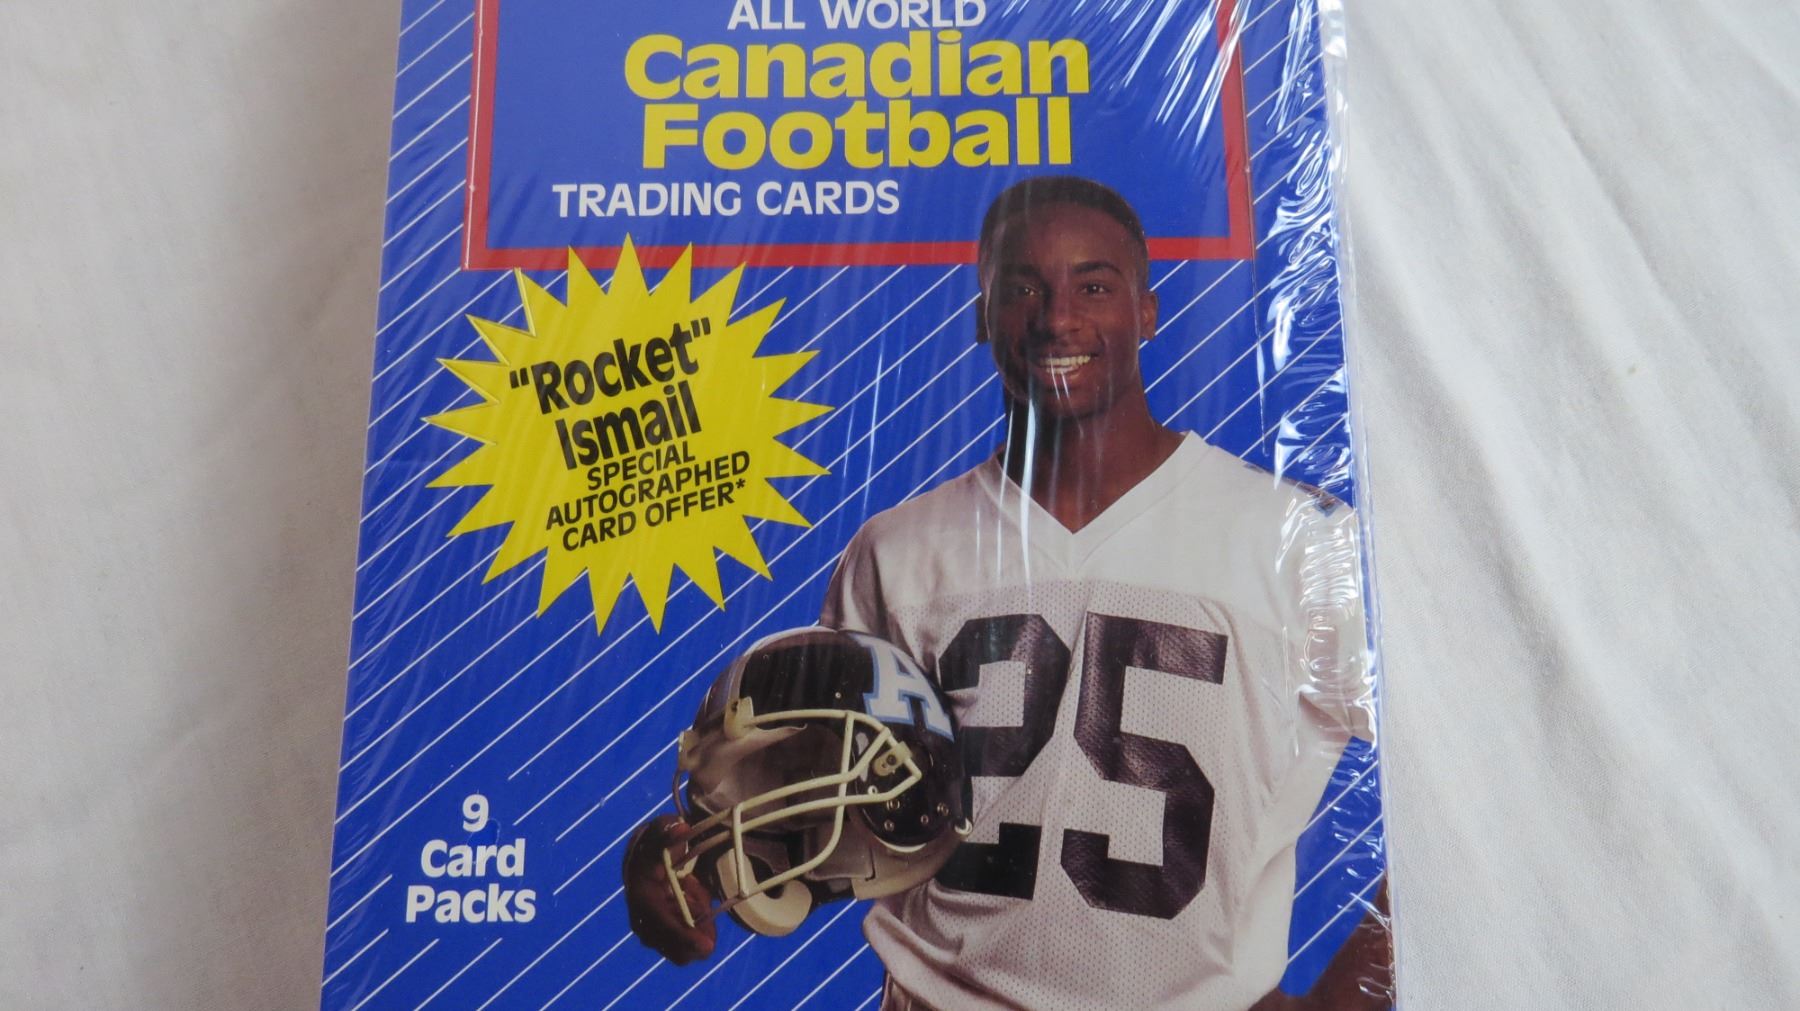 ALL WORLD
Canadian
Football
TRADING CARDS
"Rocket"
Ismail
SPECIAL
AUTOGRAPHED
CARD OFFER*
A
25
9
Card
Packs